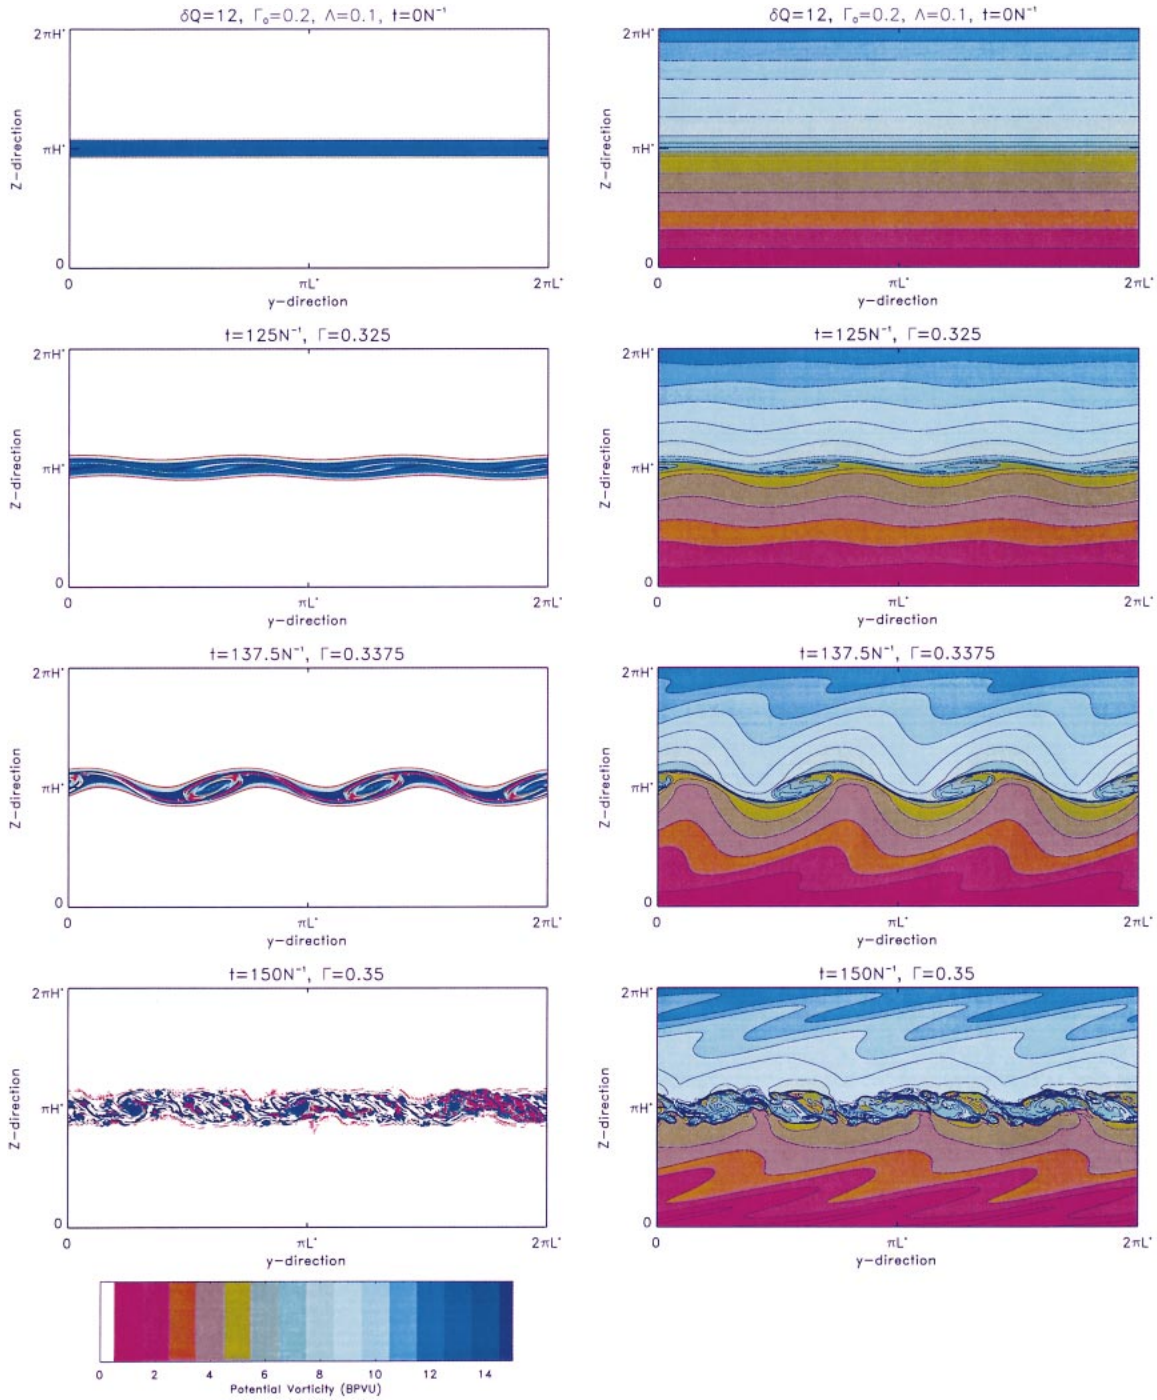 δQ=12, Γ₀=0.2, Λ=0.1, t=0N⁻¹
2πH*
πH*
0
Z-direction
0 πL* 2πL*
y-direction
δQ=12, Γ₀=0.2, Λ=0.1, t=0N⁻¹
2πH*
πH*
0
Z-direction
0 πL* 2πL*
y-direction
t=125N⁻¹, Γ=0.325
2πH*
πH*
0
Z-direction
0 πL* 2πL*
y-direction
t=125N⁻¹, Γ=0.325
2πH*
πH*
0
Z-direction
0 πL* 2πL*
y-direction
t=137.5N⁻¹, Γ=0.3375
2πH*
πH*
0
Z-direction
0 πL* 2πL*
y-direction
t=137.5N⁻¹, Γ=0.3375
2πH*
πH*
0
Z-direction
0 πL* 2πL*
y-direction
t=150N⁻¹, Γ=0.35
2πH*
πH*
0
Z-direction
0 πL* 2πL*
y-direction
t=150N⁻¹, Γ=0.35
2πH*
πH*
0
Z-direction
0 πL* 2πL*
y-direction
0 2 4 6 8 10 12 14
Potential Vorticity (BPVU)